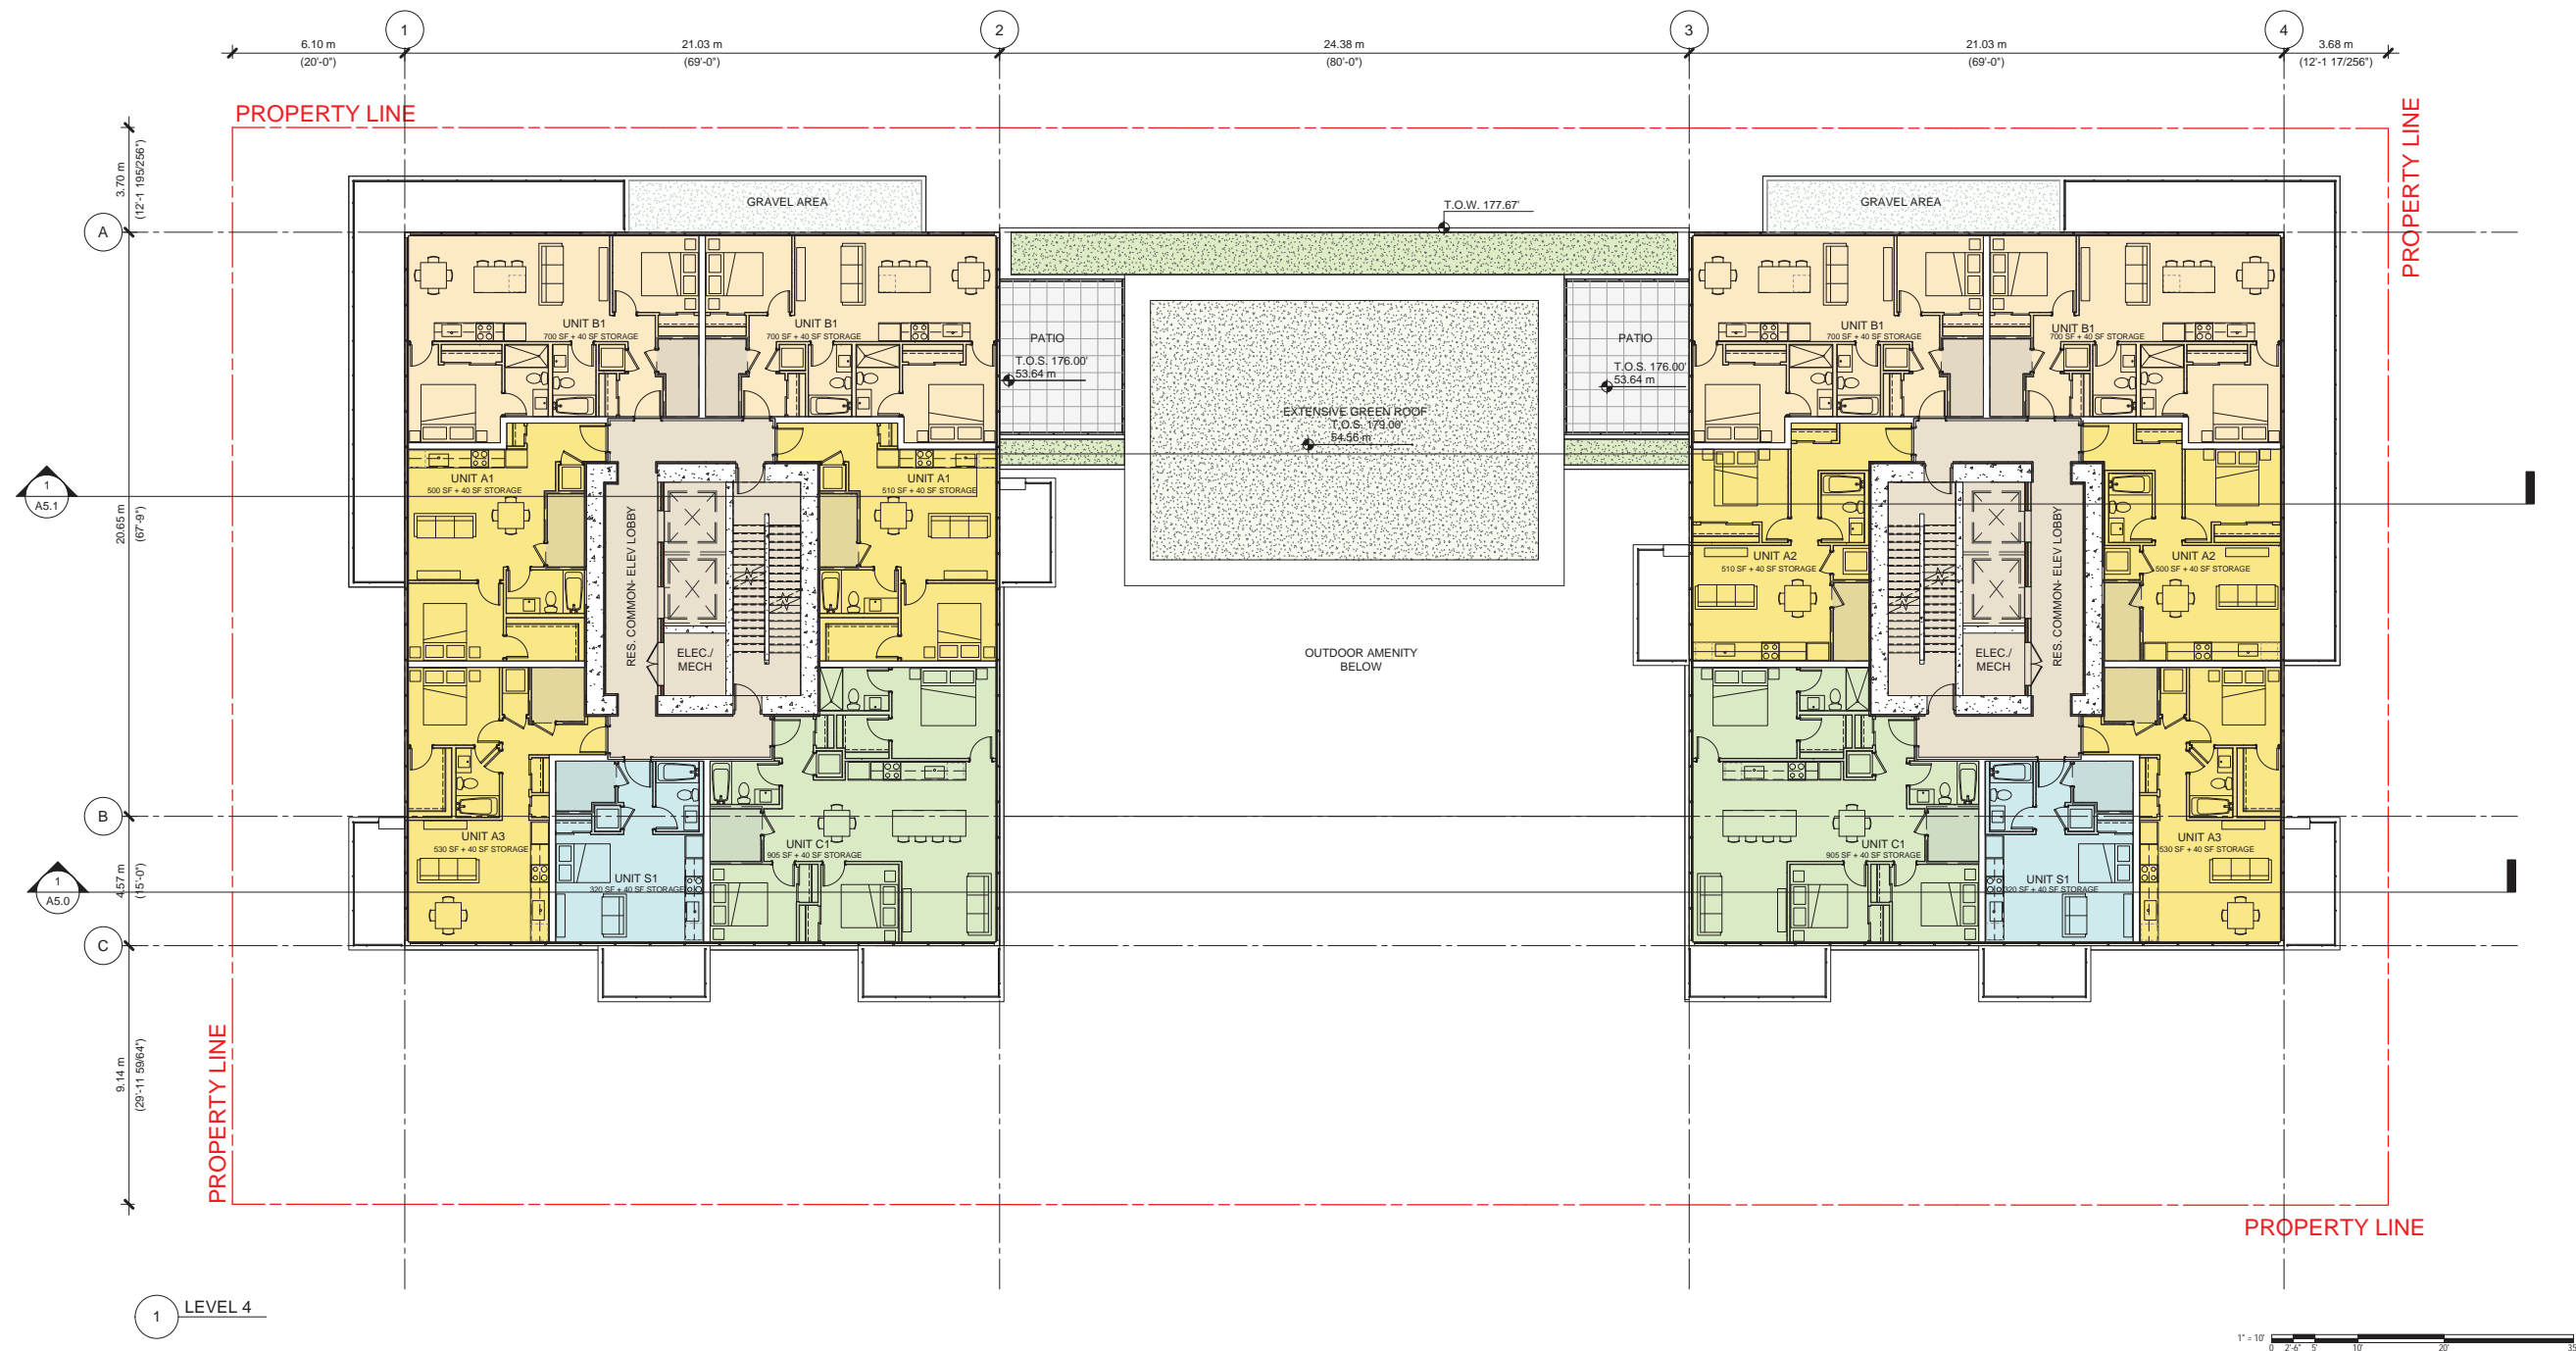 1
2
3
4
6.10 m
(20'-0")
21.03 m
(69'-0")
24.38 m
(80'-0")
21.03 m
(69'-0")
3.68 m
(12'-1 17/256")
PROPERTY LINE
PROPERTY LINE
3.70 m
(12'-1 195/256")
A
GRAVEL AREA
T.O.W. 177.67'
GRAVEL AREA
UNIT B1
700 SF + 40 SF STORAGE
UNIT B1
700 SF + 40 SF STORAGE
PATIO
T.O.S. 176.00'
53.64 m
EXTENSIVE GREEN ROOF
T.O.S. 179.00'
54.56 m
PATIO
T.O.S. 176.00'
53.64 m
UNIT B1
700 SF + 40 SF STORAGE
UNIT B1
700 SF + 40 SF STORAGE
1
A5.1
20.65 m
(67'-9")
UNIT A1
500 SF + 40 SF STORAGE
RES. COMMON- ELEV LOBBY
ELEC./
MECH
UNIT A1
510 SF + 40 SF STORAGE
OUTDOOR AMENITY
BELOW
UNIT A2
510 SF + 40 SF STORAGE
ELEC./
MECH
RES. COMMON- ELEV LOBBY
UNIT A2
500 SF + 40 SF STORAGE
B
UNIT A3
530 SF + 40 SF STORAGE
UNIT S1
320 SF + 40 SF STORAGE
UNIT C1
905 SF + 40 SF STORAGE
UNIT C1
905 SF + 40 SF STORAGE
UNIT S1
320 SF + 40 SF STORAGE
UNIT A3
530 SF + 40 SF STORAGE
1
A5.0
4.57 m
(15'-0")
C
9.14 m
(29'-11 59/64")
PROPERTY LINE
PROPERTY LINE
1
LEVEL 4
1" = 10'
0 2'-6" 5' 10' 20' 35